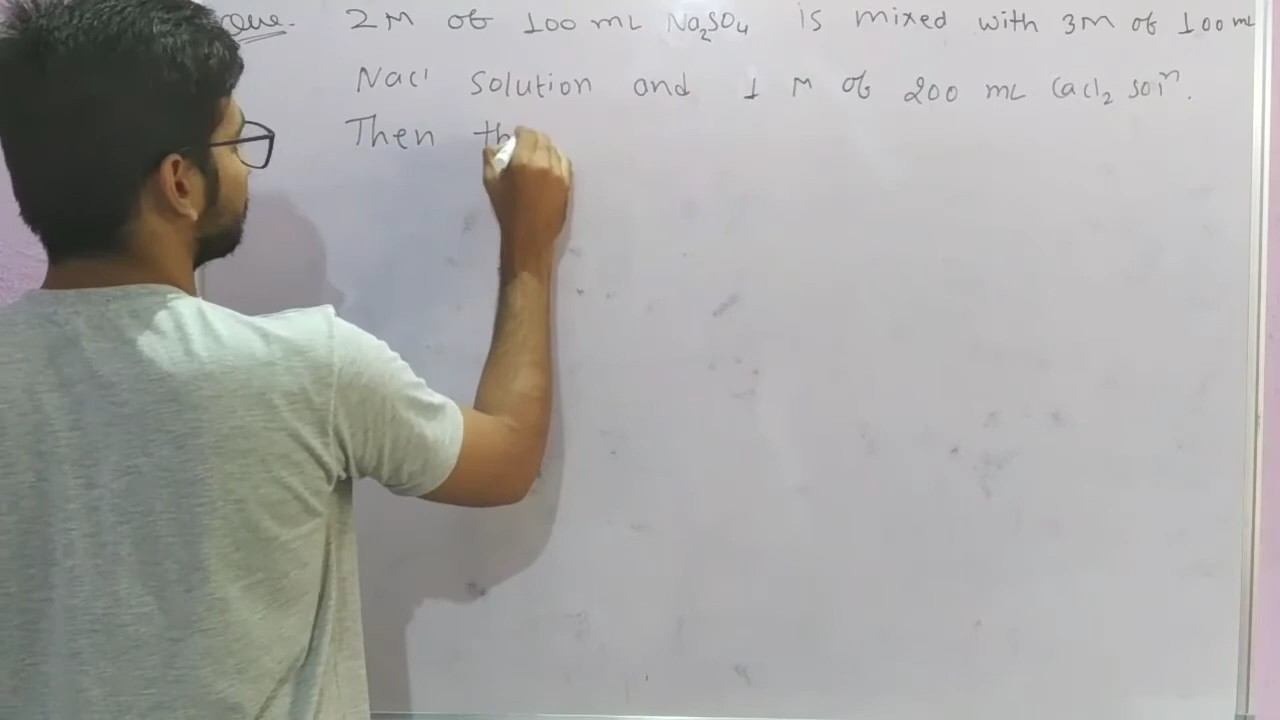 Que. 2M of 100 mL Na₂SO₄ is mixed with 3M of 100 mL
NaCl solution and 1 M of 200 mL CaCl₂ solⁿ.
Then th